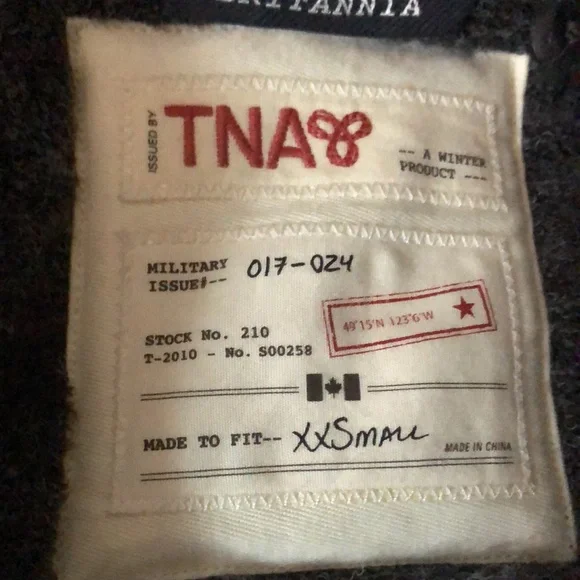 BRITANNIA
ISSUED BY
TNA
-- A WINTER
PRODUCT ---
MILITARY
ISSUE#--
017-024
49°15'N 123°6'W
STOCK No. 210
T-2010 - No. S00258
MADE TO FIT-- XXSMALL
MADE IN CHINA